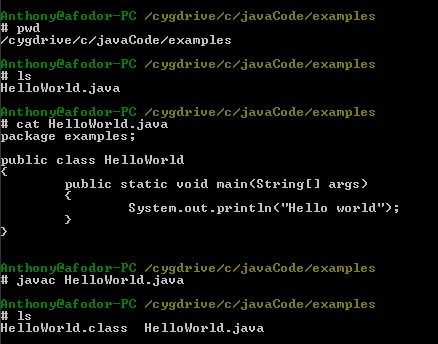 Anthony@afodor-PC /cygdrive/c/javaCode/examples
# pwd
/cygdrive/c/javaCode/examples
Anthony@afodor-PC /cygdrive/c/javaCode/examples
# ls
HelloWorld.java
Anthony@afodor-PC /cygdrive/c/javaCode/examples
# cat HelloWorld.java
package examples;
public class HelloWorld
{
public static void main(String[] args)
{
System.out.println("Hello world");
}
}
Anthony@afodor-PC /cygdrive/c/javaCode/examples
# javac HelloWorld.java
Anthony@afodor-PC /cygdrive/c/javaCode/examples
# ls
HelloWorld.class  HelloWorld.java